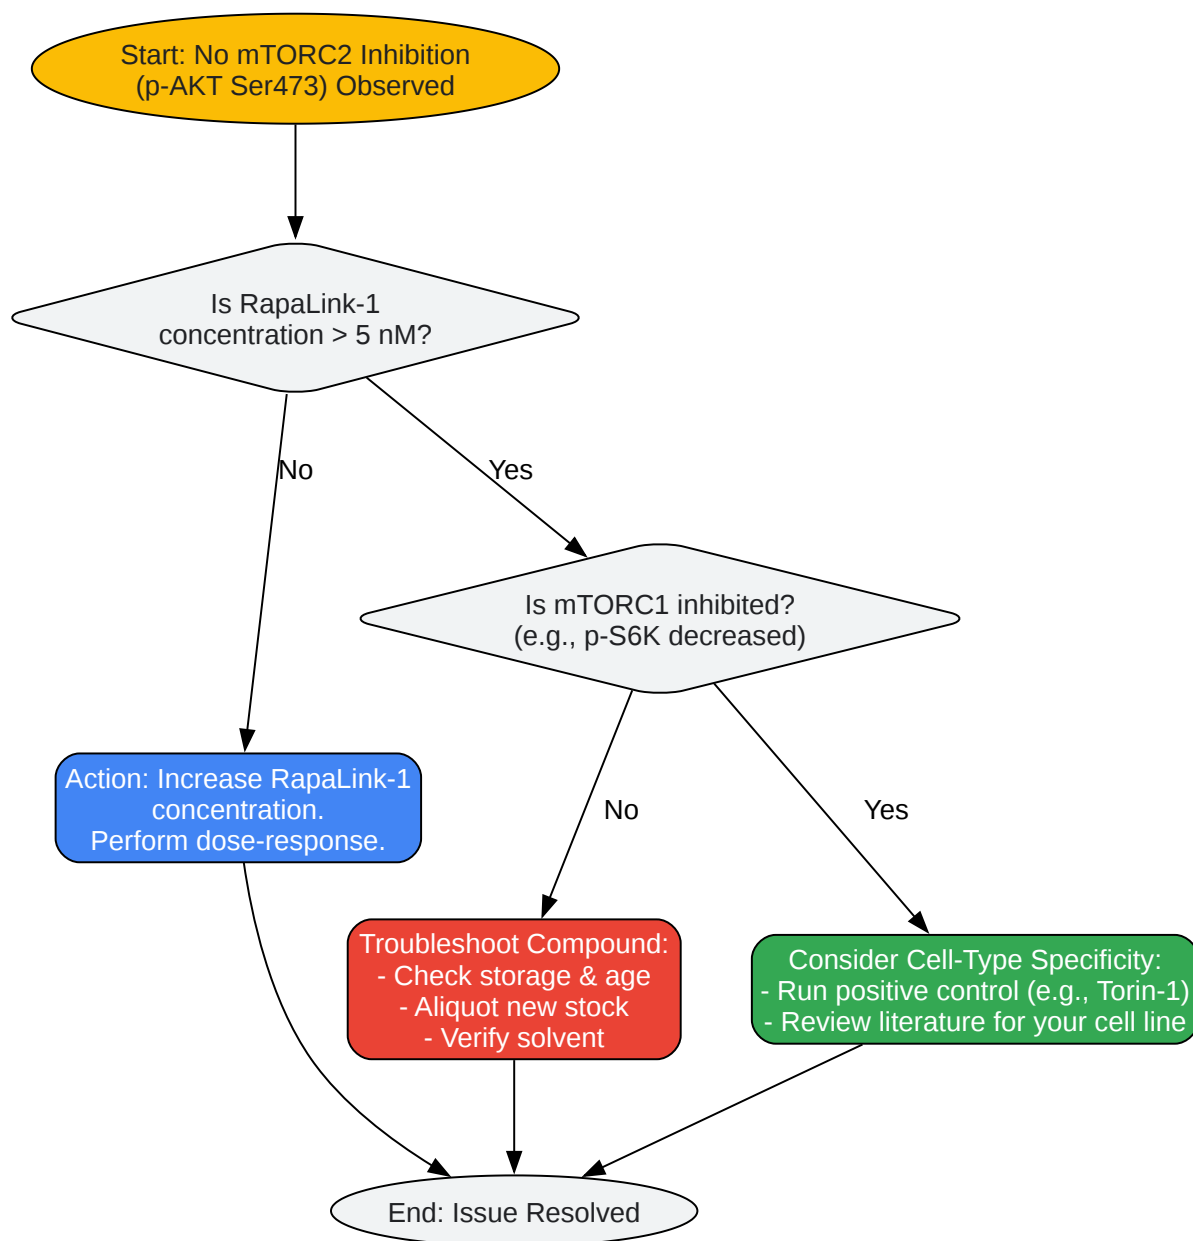 Start: No mTORC2 Inhibition
(p-AKT Ser473) Observed
Is RapaLink-1
concentration > 5 nM?
No
Yes
Is mTORC1 inhibited?
(e.g., p-S6K decreased)
Action: Increase RapaLink-1
concentration.
Perform dose-response.
No
Yes
Troubleshoot Compound:
- Check storage & age
- Aliquot new stock
- Verify solvent
Consider Cell-Type Specificity:
- Run positive control (e.g., Torin-1)
- Review literature for your cell line
End: Issue Resolved